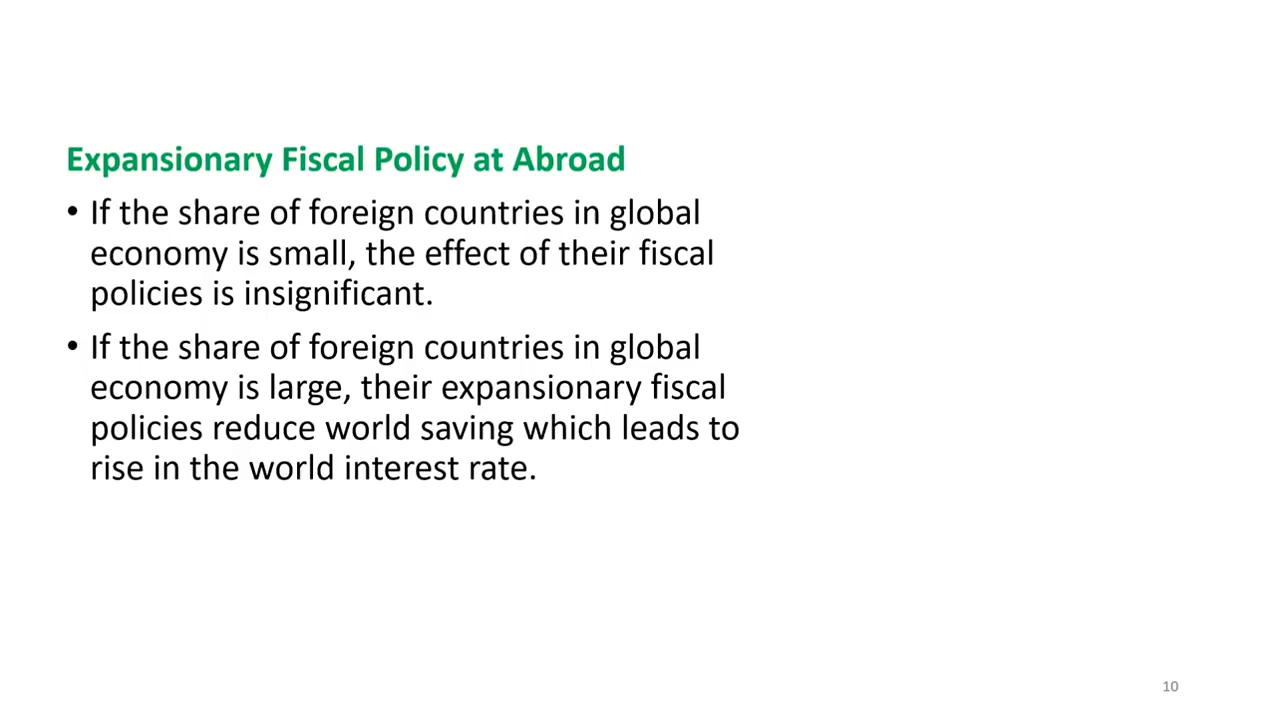 Expansionary Fiscal Policy at Abroad
• If the share of foreign countries in global
economy is small, the effect of their fiscal
policies is insignificant.
• If the share of foreign countries in global
economy is large, their expansionary fiscal
policies reduce world saving which leads to
rise in the world interest rate.
10